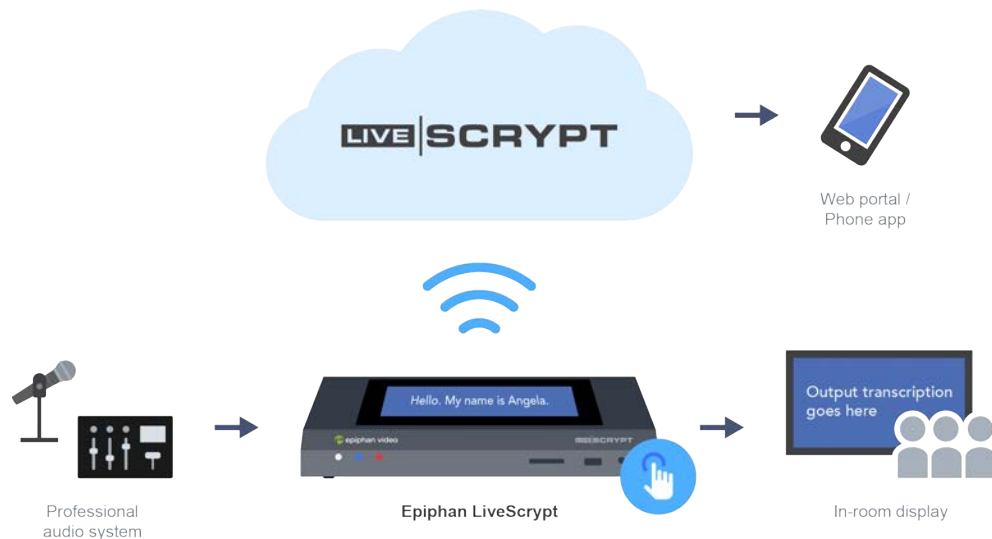 LIVE|SCRYPT
Web portal /
Phone app
Hello. My name is Angela.
epiphan video
LIVE|SCRYPT
Output transcription
goes here
Professional
audio system
Epiphan LiveScrypt
In-room display